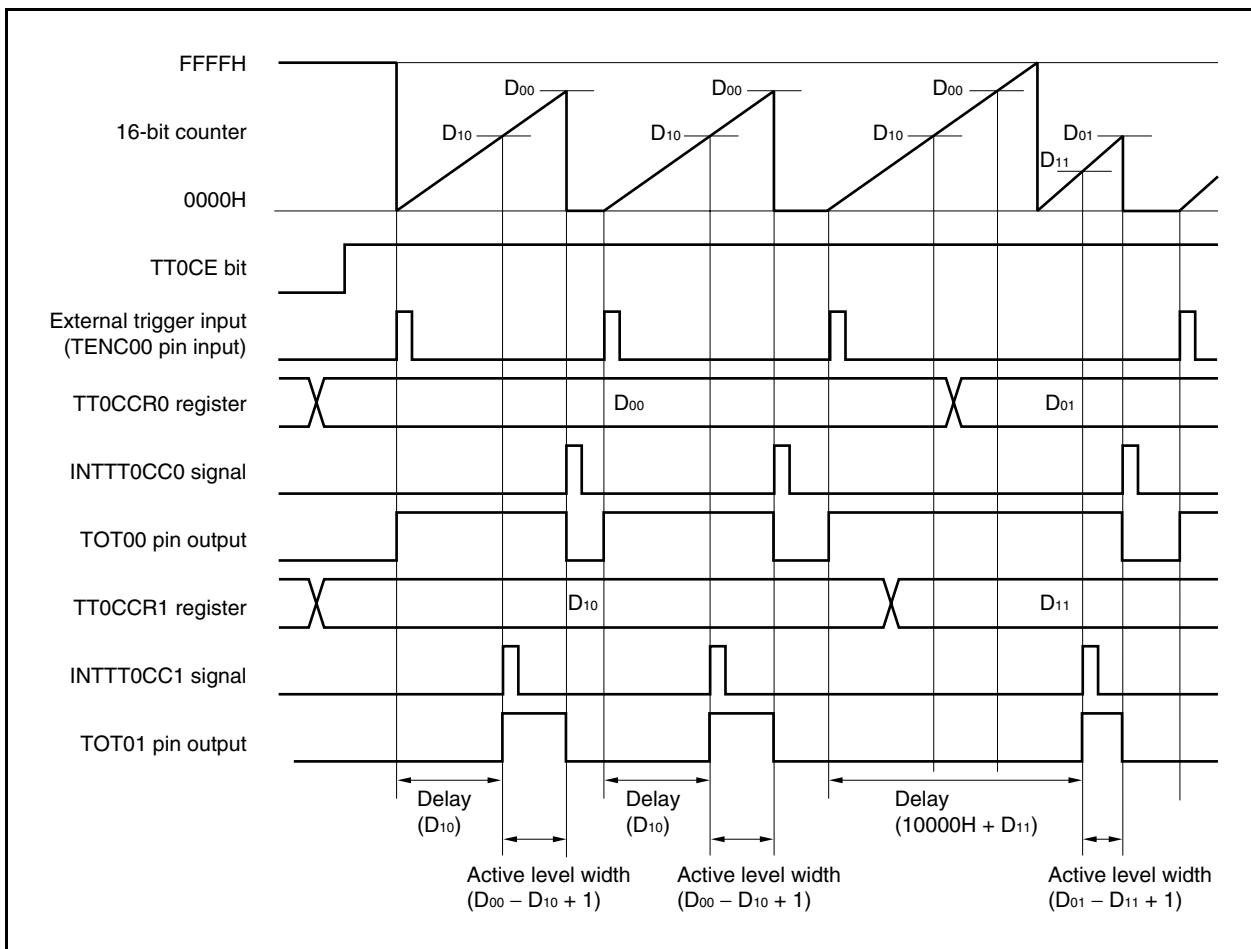 FFFFH
D00 D00 D00
16-bit counter
D10 D10 D10 D01
D11
0000H
TT0CE bit
External trigger input
(TENC00 pin input)
TT0CCR0 register
D00 D01
INTTT0CC0 signal
TOT00 pin output
TT0CCR1 register
D10 D11
INTTT0CC1 signal
TOT01 pin output
Delay
(D10)
Delay
(D10)
Delay
(10000H + D11)
Active level width
(D00 − D10 + 1)
Active level width
(D00 − D10 + 1)
Active level width
(D01 − D11 + 1)